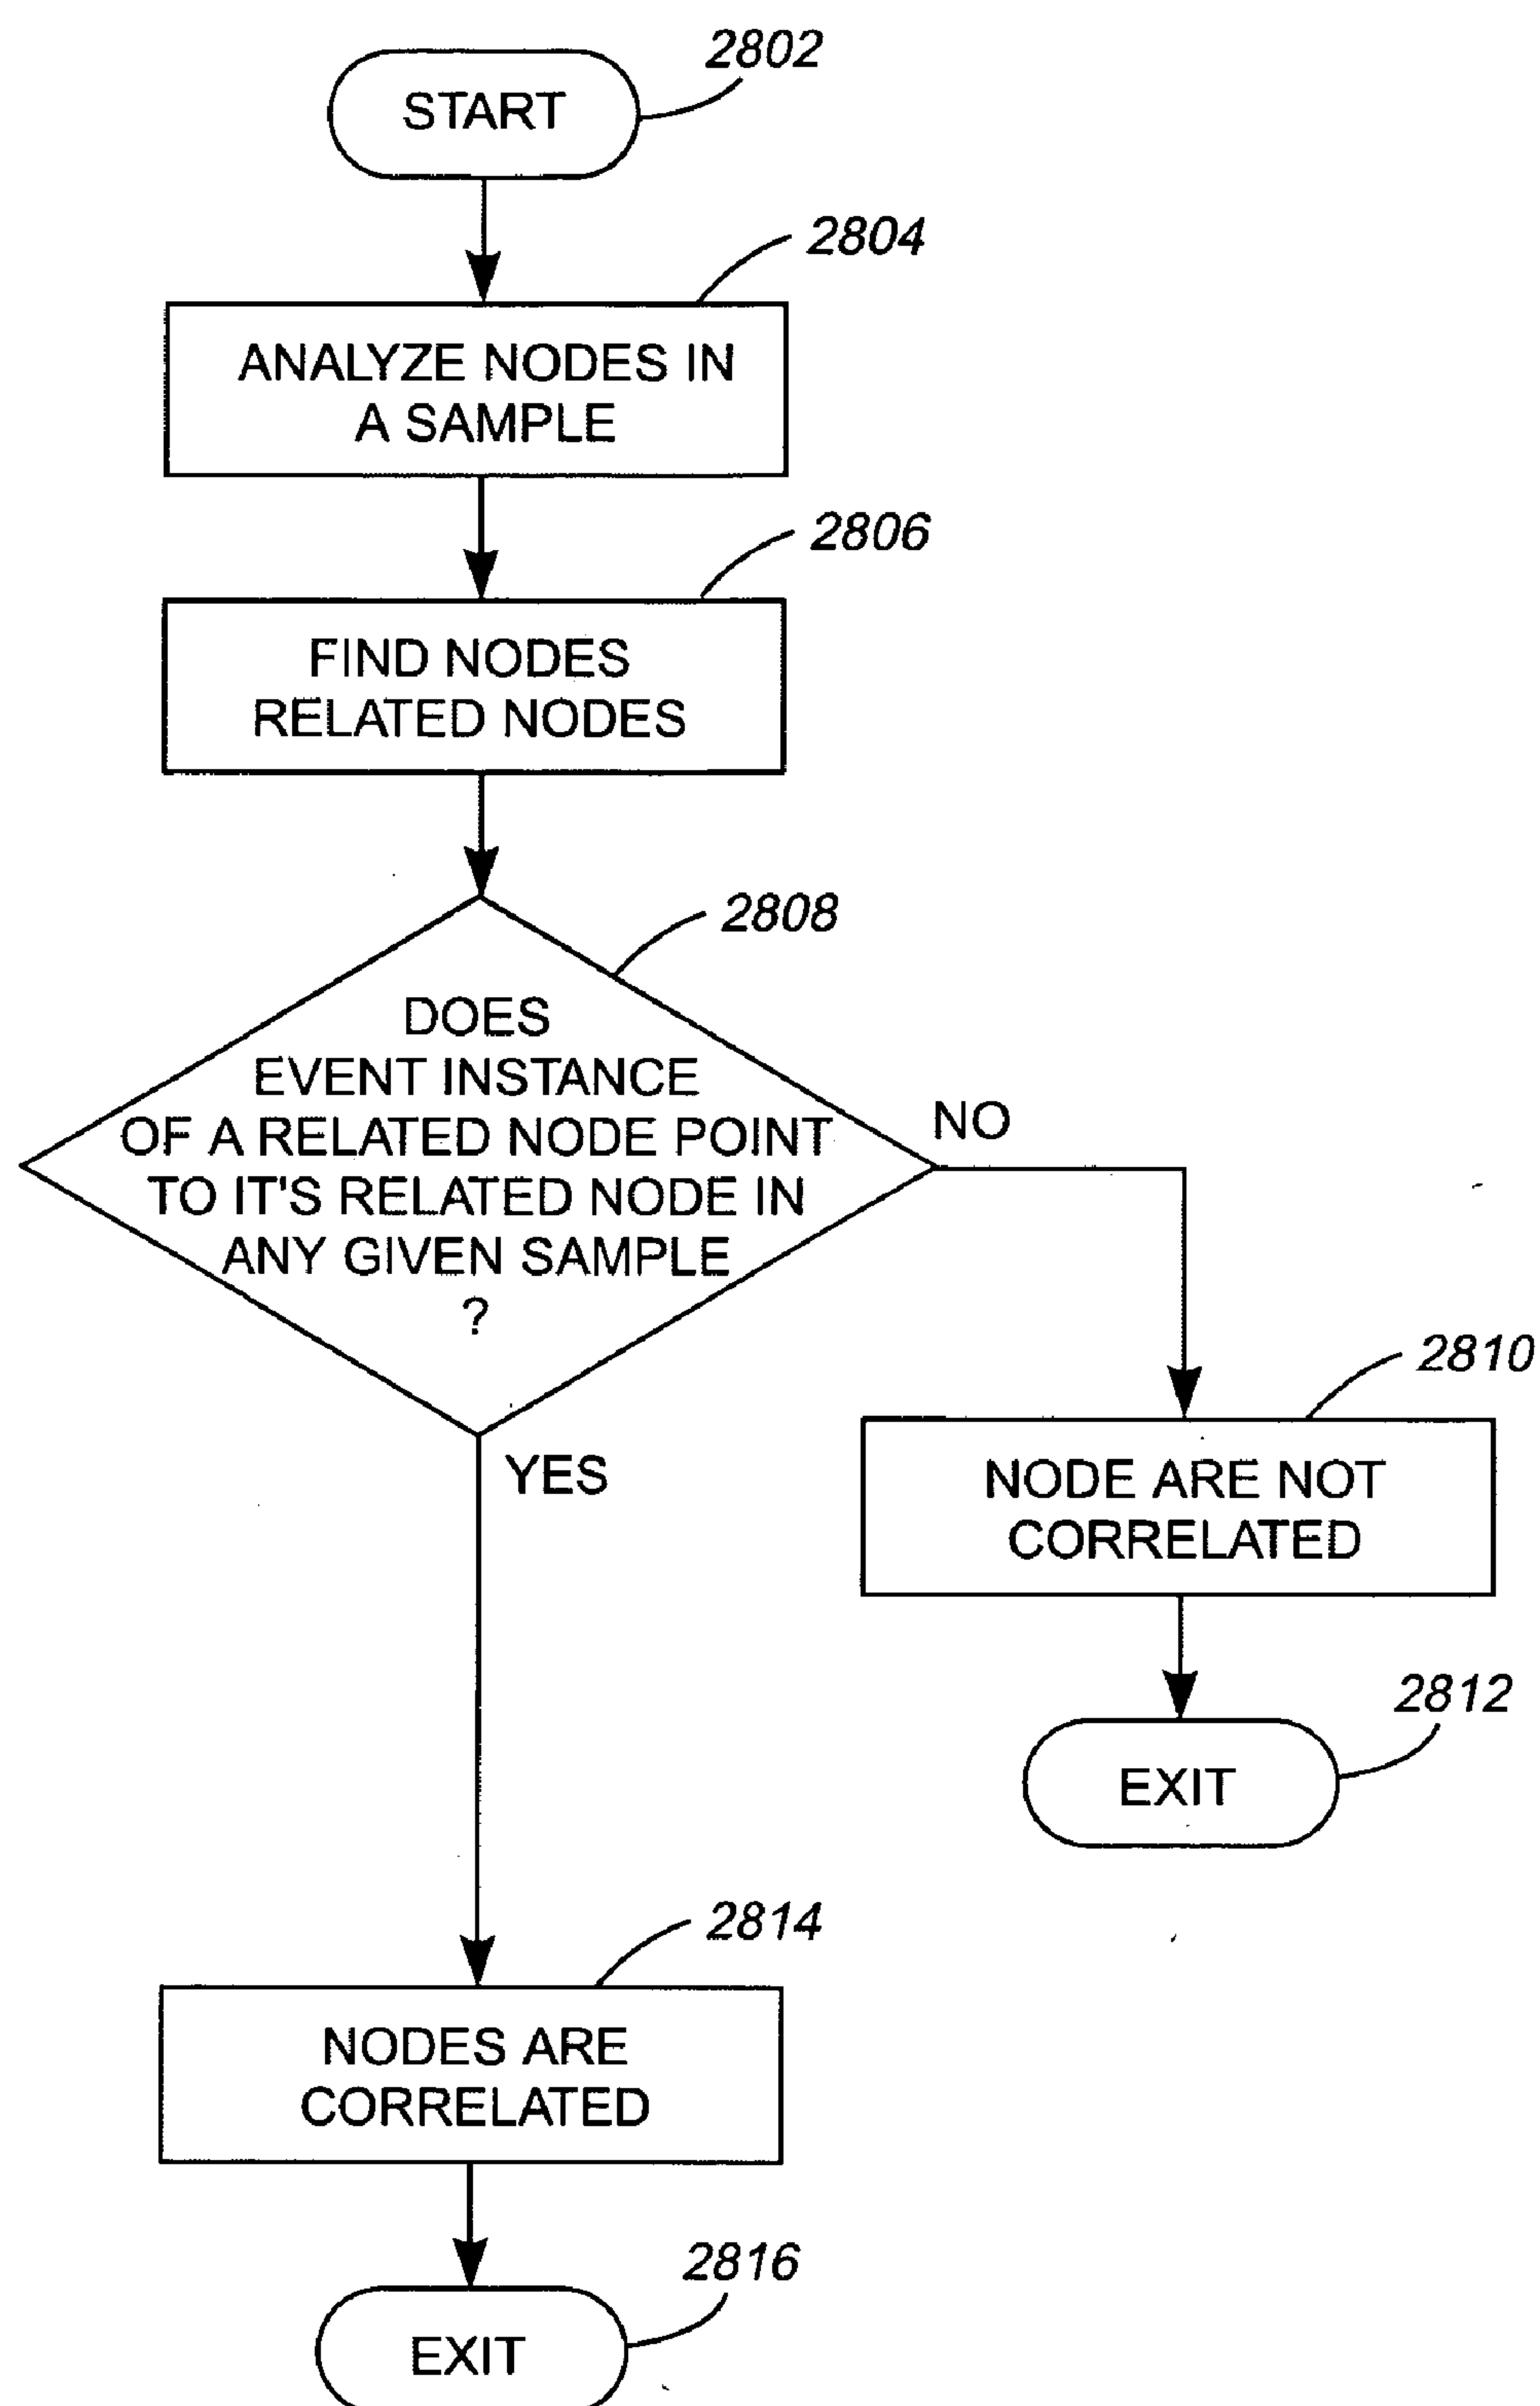 2802
START
2804
ANALYZE NODES IN
A SAMPLE
2806
FIND NODES
RELATED NODES
2808
DOES
EVENT INSTANCE
OF A RELATED NODE POINT
TO IT'S RELATED NODE IN
ANY GIVEN SAMPLE
?
NO
YES
2810
NODE ARE NOT
CORRELATED
2812
EXIT
2814
NODES ARE
CORRELATED
2816
EXIT